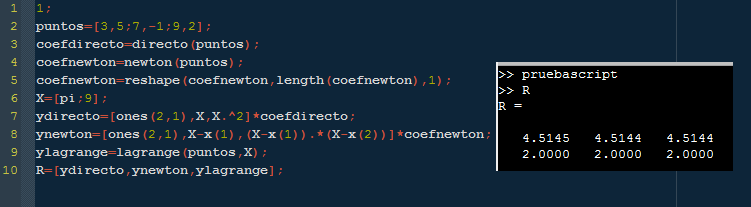 1 1;
2 puntos=[3,5;7,-1;9,2];
3 coefdirecto=directo(puntos);
4 coefnewton=newton(puntos);
5 coefnewton=reshape(coefnewton,length(coefnewton),1);
6 X=[pi;9];
7 ydirecto=[ones(2,1),X,X.^2]*coefdirecto;
8 ynewton=[ones(2,1),X-x(1),(X-x(1)).*(X-x(2))]*coefnewton;
9 ylagrange=lagrange(puntos,X);
10 R=[ydirecto,ynewton,ylagrange];
>> pruebascript
>> R
R =
4.5145 4.5144 4.5144
2.0000 2.0000 2.0000